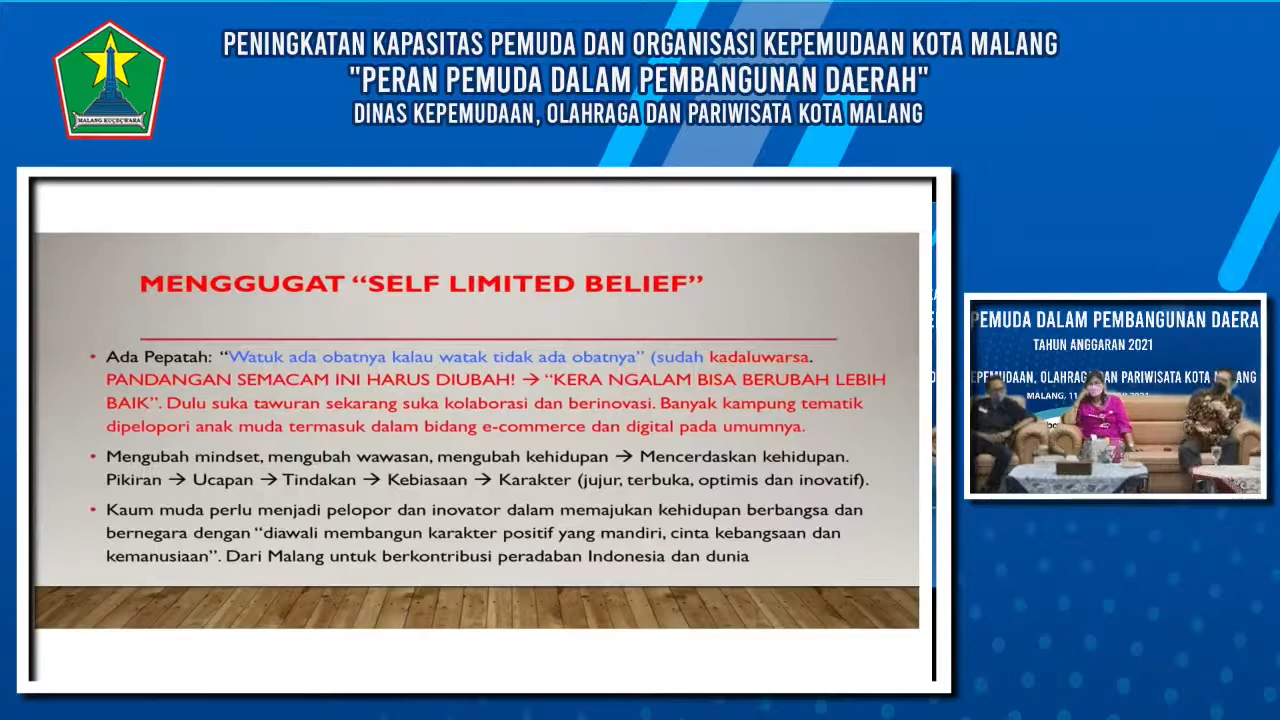 PENINGKATAN KAPASITAS PEMUDA DAN ORGANISASI KEPEMUDAAN KOTA MALANG
"PERAN PEMUDA DALAM PEMBANGUNAN DAERAH"
DINAS KEPEMUDAAN, OLAHRAGA DAN PARIWISATA KOTA MALANG
MALANG KUÇEÇWARA
MENGGUGAT “SELF LIMITED BELIEF”
• Ada Pepatah: “Watuk ada obatnya kalau watak tidak ada obatnya” (sudah kadaluwarsa.
PANDANGAN SEMACAM INI HARUS DIUBAH! → “KERA NGALAM BISA BERUBAH LEBIH
BAIK”. Dulu suka tawuran sekarang suka kolaborasi dan berinovasi. Banyak kampung tematik
dipelopori anak muda termasuk dalam bidang e-commerce dan digital pada umumnya.
• Mengubah mindset, mengubah wawasan, mengubah kehidupan → Mencerdaskan kehidupan.
Pikiran → Ucapan → Tindakan → Kebiasaan → Karakter (jujur, terbuka, optimis dan inovatif).
• Kaum muda perlu menjadi pelopor dan inovator dalam memajukan kehidupan berbangsa dan
bernegara dengan “diawali membangun karakter positif yang mandiri, cinta kebangsaan dan
kemanusiaan”. Dari Malang untuk berkontribusi peradaban Indonesia dan dunia
PEMUDA DALAM PEMBANGUNAN DAERA
TAHUN ANGGARAN 2021
EPEMUDAAN, OLAHRAGA DAN PARIWISATA KOTA MALANG
MALANG, 11